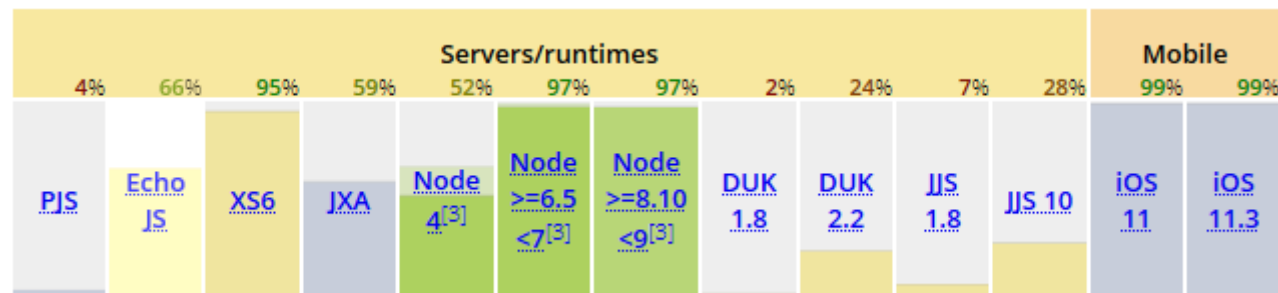 Servers/runtimes Mobile
4% 66% 95% 59% 52% 97% 97% 2% 24% 7% 28% 99% 99%
PJS
Echo
JS
XS6
JXA
Node
4[3]
Node
>=6.5
<7[3]
Node
>=8.10
<9[3]
DUK
1.8
DUK
2.2
JJS
1.8
JJS 10
iOS
11
iOS
11.3